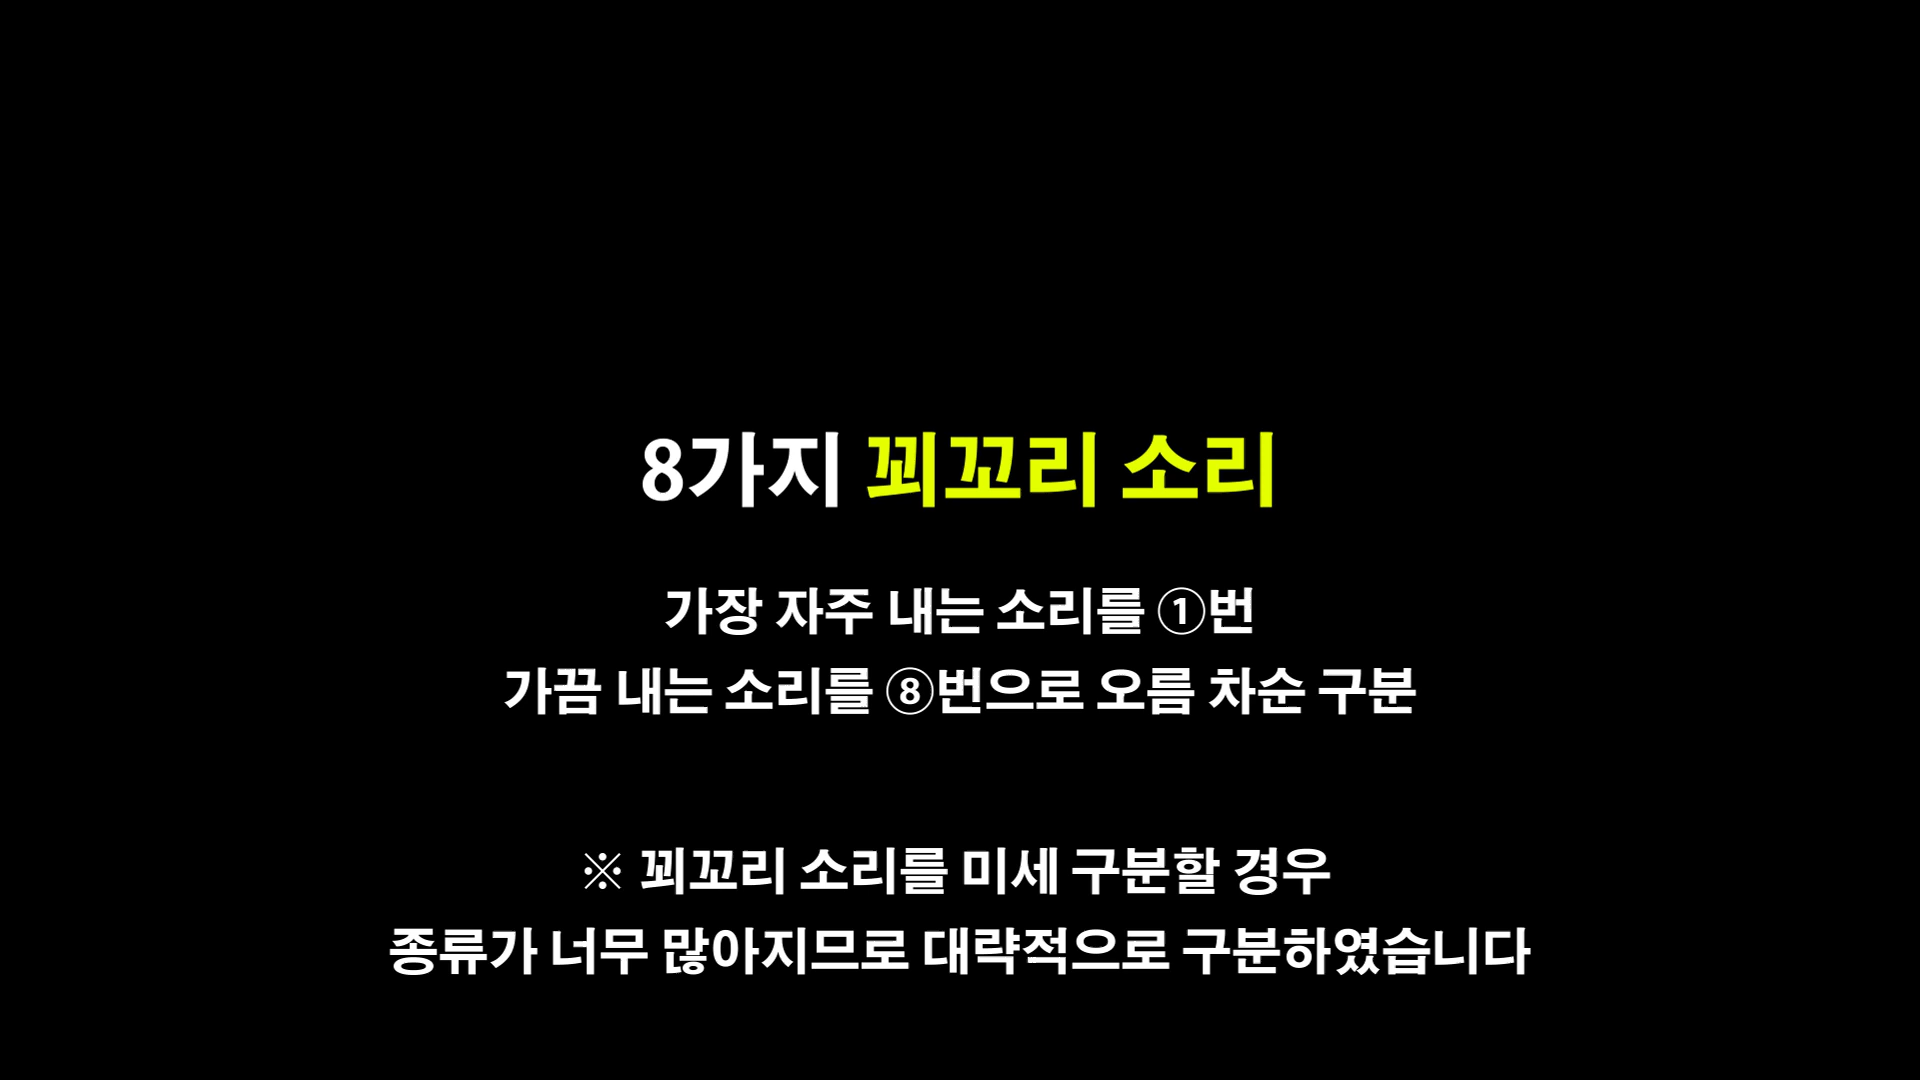 8가지 꾀꼬리 소리
가장 자주 내는 소리를 ①번
가끔 내는 소리를 ⑧번으로 오름 차순 구분
※ 꾀꼬리 소리를 미세 구분할 경우
종류가 너무 많아지므로 대략적으로 구분하였습니다